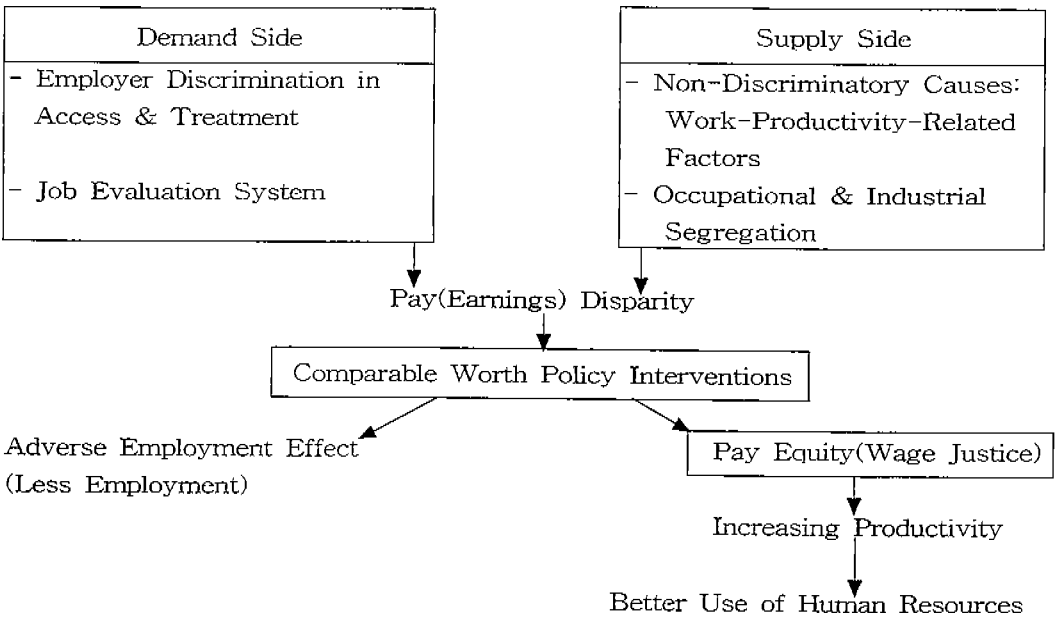 Demand Side
- Employer Discrimination in
Access & Treatment
- Job Evaluation System
Supply Side
- Non-Discriminatory Causes:
Work-Productivity-Related
Factors
- Occupational & Industrial
Segregation
Pay(Earnings) Disparity
Comparable Worth Policy Interventions
Adverse Employment Effect
(Less Employment)
Pay Equity(Wage Justice)
Increasing Productivity
Better Use of Human Resources